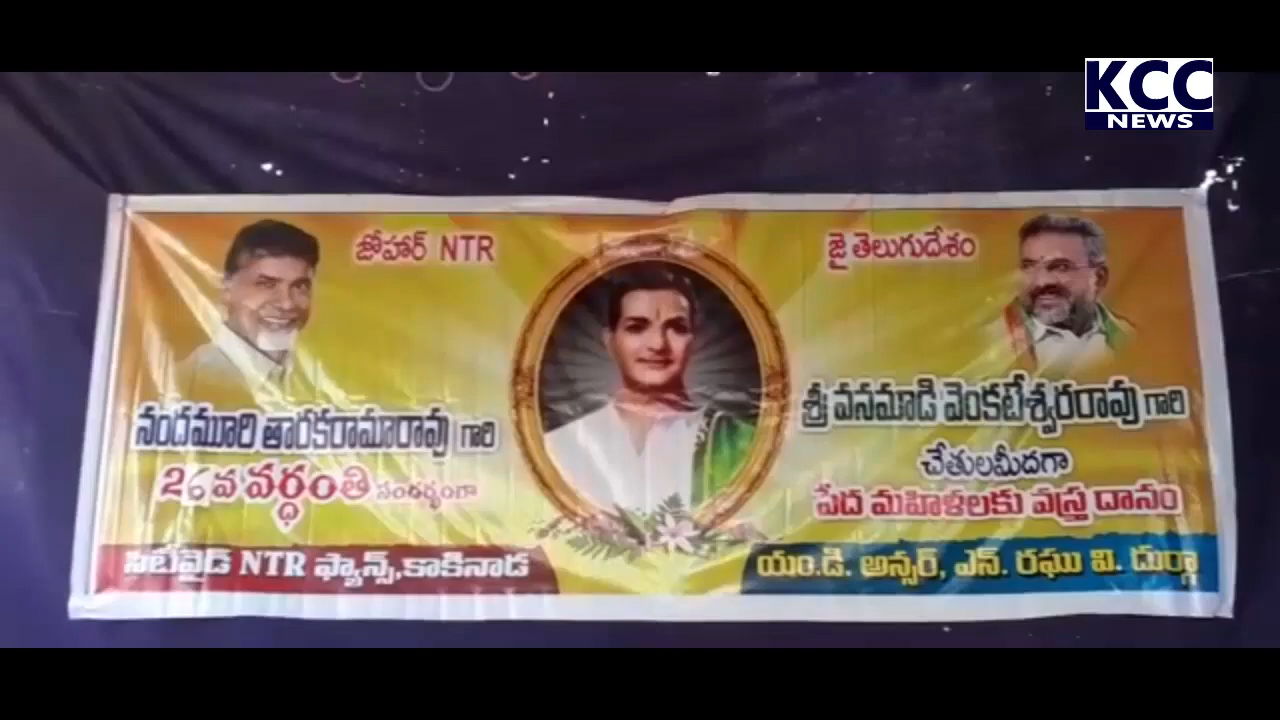 KCC
NEWS
జోహార్ NTR
జై తెలుగుదేశం
నందమూరి తారకరామారావు గారి
26వ వర్ధంతి సందర్భంగా
సిటీవైడ్ NTR ఫ్యాన్స్,కాకినాడ
శ్రీ వనమాడి వెంకటేశ్వరరావు గారి
చేతులమీదగా
పేద మహిళలకు వస్త్ర దానం
యం.డి. అన్సర్, ఎన్. రఘు వి. దుర్గా